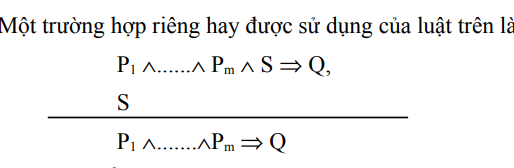 Một trường hợp riêng hay được sử dụng của luật trên là
P₁ ∧......∧ Pₘ ∧ S ⇒ Q,
S
P₁ ∧.......∧Pₘ ⇒ Q